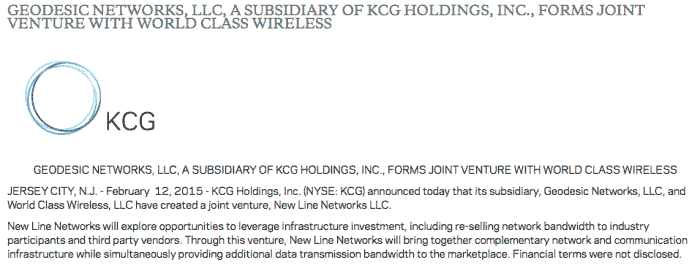 GEODESIC NETWORKS, LLC, A SUBSIDIARY OF KCG HOLDINGS, INC., FORMS JOINT
VENTURE WITH WORLD CLASS WIRELESS
KCG
GEODESIC NETWORKS, LLC, A SUBSIDIARY OF KCG HOLDINGS, INC., FORMS JOINT VENTURE WITH WORLD CLASS WIRELESS
JERSEY CITY, N.J. - February 12, 2015 - KCG Holdings, Inc. (NYSE: KCG) announced today that its subsidiary, Geodesic Networks, LLC, and
World Class Wireless, LLC have created a joint venture, New Line Networks LLC.
New Line Networks will explore opportunities to leverage infrastructure investment, including re-selling network bandwidth to industry
participants and third party vendors. Through this venture, New Line Networks will bring together complementary network and communication
infrastructure while simultaneously providing additional data transmission bandwidth to the marketplace. Financial terms were not disclosed.